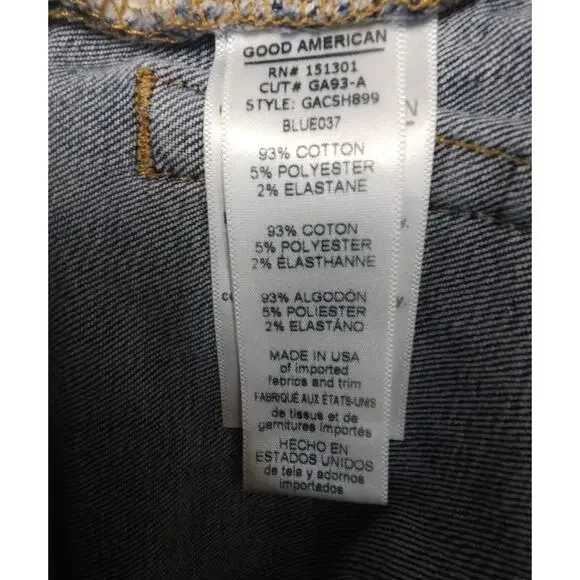 GOOD AMERICAN
RN# 151301
CUT# GA93-A
STYLE: GACSH899
BLUE037
93% COTTON
5% POLYESTER
2% ELASTANE
93% COTON
5% POLYESTER
2% ÉLASTHANNE
93% ALGODÓN
5% POLIESTER
2% ELASTÁNO
MADE IN USA
of imported
fabrics and trim
FABRIQUÉ AUX ÉTATS-UNIS
de tissus et de
garnitures importés
HECHO EN
ESTADOS UNIDOS
de tela y adornos
importados